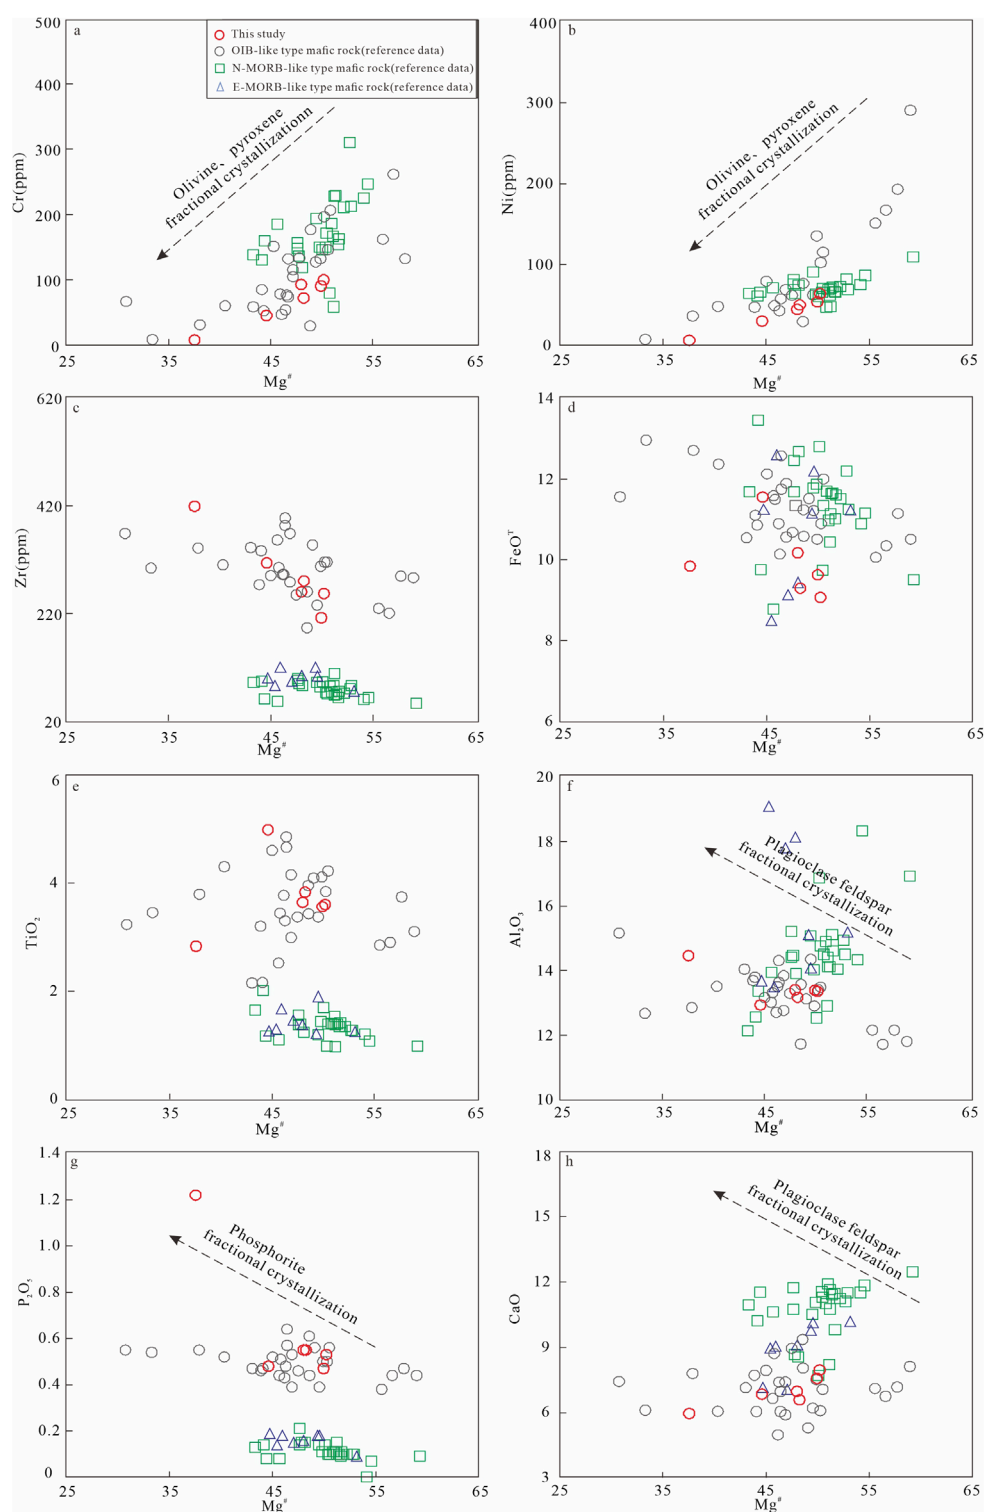 a
500
400
300
200
100
0
Cr(ppm)
25
35
45
55
65
Mg#
This study
OIB-like type mafic rock(reference data)
N-MORB-like type mafic rock(reference data)
E-MORB-like type mafic rock(reference data)
Olivine、pyroxene
fractional crystallizationn
b
400
300
200
100
0
Ni(ppm)
25
35
45
55
65
Mg#
Olivine、pyroxene
fractional crystallization
c
620
420
220
20
Zr(ppm)
25
35
45
55
65
Mg#
d
14
12
10
8
6
FeOT
25
35
45
55
65
Mg#
e
6
4
2
0
TiO2
25
35
45
55
65
Mg#
f
20
18
16
14
12
10
Al2O3
25
35
45
55
65
Mg#
Plagioclase feldspar
fractional crystallization
g
1.4
1.2
1.0
0.8
0.6
0.4
0.2
0
P2O5
25
35
45
55
65
Mg#
Phosphorite
fractional crystallization
h
18
15
12
9
6
3
CaO
25
35
45
55
65
Mg#
Plagioclase feldspar
fractional crystallization